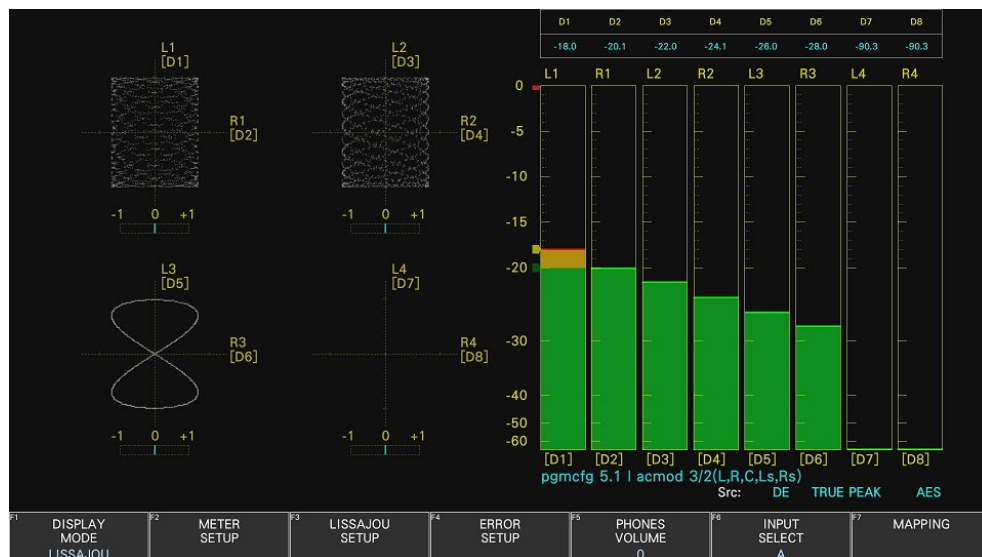 D1 D2 D3 D4 D5 D6 D7 D8
-18.0 -20.1 -22.0 -24.1 -26.0 -28.0 -90.3 -90.3
L1
[D1]
R1
[D2]
-1 0 +1
L2
[D3]
R2
[D4]
-1 0 +1
L3
[D5]
R3
[D6]
-1 0 +1
L4
[D7]
R4
[D8]
-1 0 +1
L1 R1 L2 R2 L3 R3 L4 R4
0
-5
-10
-15
-20
-30
-40
-50
-60
[D1] [D2] [D3] [D4] [D5] [D6] [D7] [D8]
pgmcfg 5.1 | acmod 3/2(L,R,C,Ls,Rs)
Src: DE TRUE PEAK AES
F1 DISPLAY
MODE
LISSAJOU
F2 METER
SETUP
F3 LISSAJOU
SETUP
F4 ERROR
SETUP
F5 PHONES
VOLUME
0
F6 INPUT
SELECT
A
F7 MAPPING